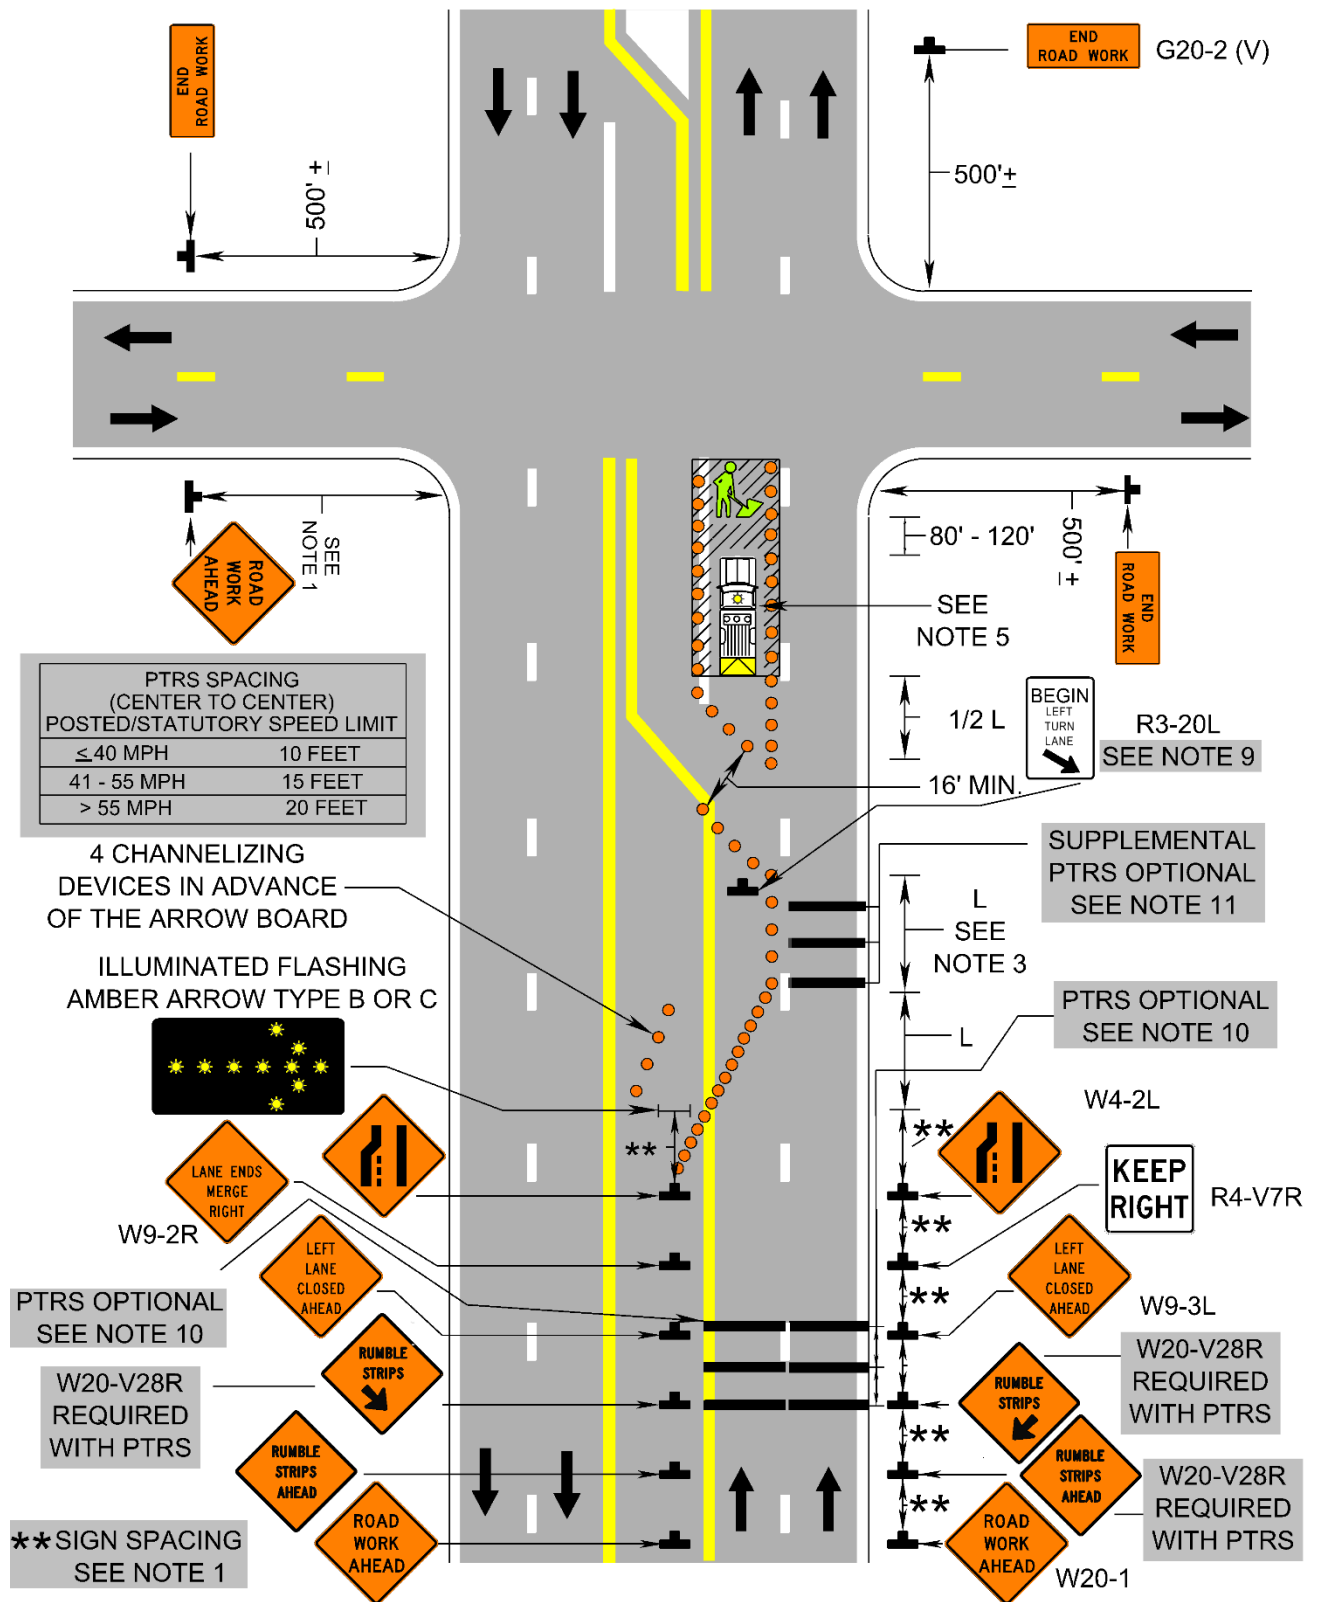 END
ROAD WORK
G20-2 (V)
END
ROAD WORK
500' ±
500'±
SEE
NOTE 1
ROAD
WORK
AHEAD
80' - 120'
500' ±
SEE
NOTE 5
END
ROAD WORK
PTRS SPACING
(CENTER TO CENTER)
POSTED/STATUTORY SPEED LIMIT
≤ 40 MPH 10 FEET
41 - 55 MPH 15 FEET
> 55 MPH 20 FEET
1/2 L
BEGIN
LEFT
TURN
LANE
R3-20L
SEE NOTE 9
16' MIN.
4 CHANNELIZING
DEVICES IN ADVANCE
OF THE ARROW BOARD
SUPPLEMENTAL
PTRS OPTIONAL
SEE NOTE 11
L
SEE
NOTE 3
ILLUMINATED FLASHING
AMBER ARROW TYPE B OR C
PTRS OPTIONAL
SEE NOTE 10
L
W4-2L
**
**
LANE ENDS
MERGE
RIGHT
W9-2R
KEEP
RIGHT
R4-V7R
**
LEFT
LANE
CLOSED
AHEAD
LEFT
LANE
CLOSED
AHEAD
W9-3L
**
PTRS OPTIONAL
SEE NOTE 10
RUMBLE
STRIPS
W20-V28R
REQUIRED
WITH PTRS
RUMBLE
STRIPS
W20-V28R
REQUIRED
WITH PTRS
**
RUMBLE
STRIPS
AHEAD
RUMBLE
STRIPS
AHEAD
W20-V28R
REQUIRED
WITH PTRS
**
ROAD
WORK
AHEAD
ROAD
WORK
AHEAD
W20-1
**SIGN SPACING
SEE NOTE 1